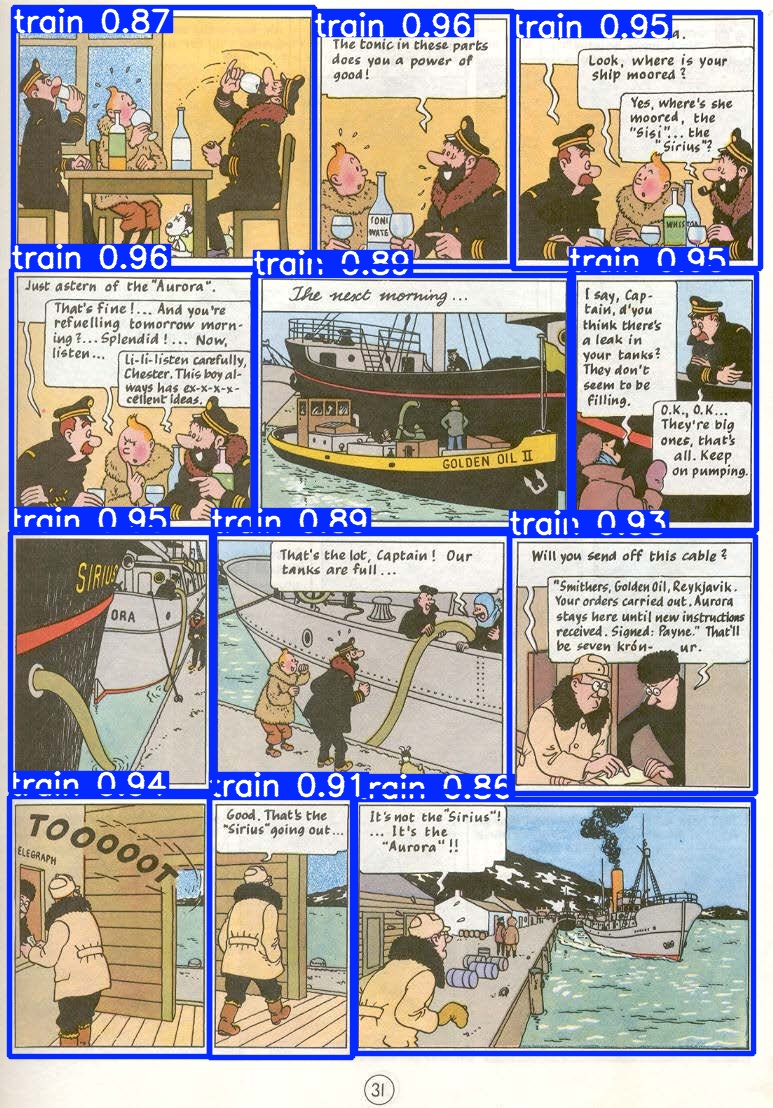 train 0.87
train 0.96
The tonic in these parts
does you a power of
good!
TONI
WATE
train 0.95
Look, where is your
ship moored?
Yes, where's she
moored, the
"Sisi"... the
"Sirius"?
WHIS
train 0.96
Just astern of the "Aurora".
That's fine!... And you're
refuelling tomorrow morn-
ing?... Splendid!... Now,
listen...
Li-li-listen carefully,
Chester. This boy al-
ways has ex-x-x-x-
cellent ideas.
train 0.89
The next morning...
GOLDEN OIL II
train 0.95
I say, Cap-
tain, d'you
think there's
a leak in
your tanks?
They don't
seem to be
filling.
O.K., O.K...
They're big
ones, that's
all. Keep
on pumping.
train 0.95
SIRIUS
ORA
train 0.89
That's the lot, Captain! Our
tanks are full...
train 0.93
Will you send off this cable?
"Smithers, Golden Oil, Reykjavik.
Your orders carried out. Aurora
stays here until new instructions
received. Signed: Payne." That'll
be seven krón- ur.
train 0.94
TOOOOOT
ELEGRAPH
train 0.91
Good. That's the
"Sirius" going out...
train 0.86
It's not the "Sirius"!
... It's the
"Aurora"!!
31